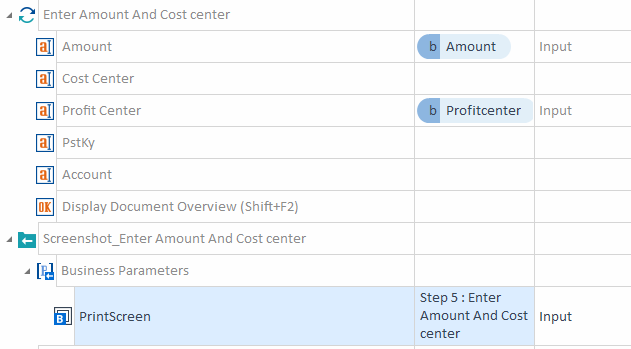 Enter Amount And Cost center
Amount b Amount Input
Cost Center
Profit Center b Profitcenter Input
PstKy
Account
OK Display Document Overview (Shift+F2)
Screenshot_Enter Amount And Cost center
Business Parameters
PrintScreen Step 5 : Enter Amount And Cost center Input